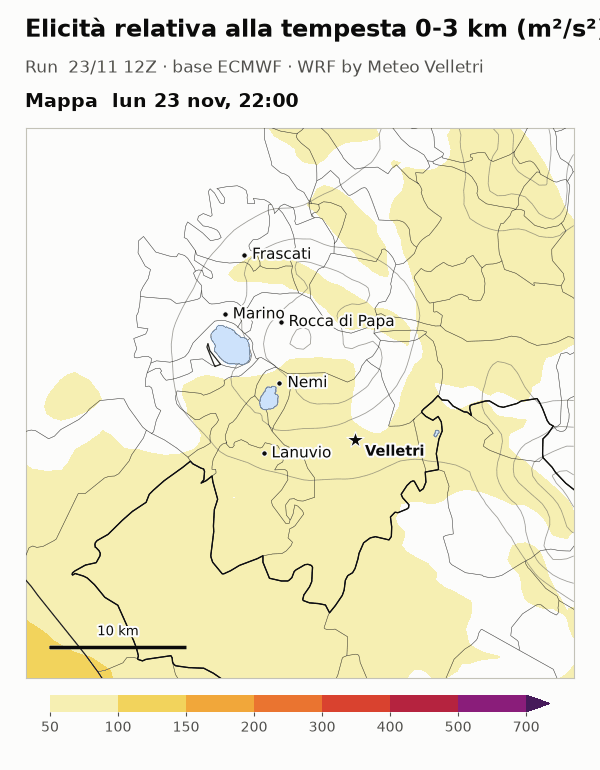 Elicità relativa alla tempesta 0-3 km (m²/s²)
Run  23/11 12Z · base ECMWF · WRF by Meteo Velletri
Mappa  lun 23 nov, 22:00
Frascati
Marino
Rocca di Papa
Nemi
Velletri
Lanuvio
10 km
50 100 150 200 300 400 500 700